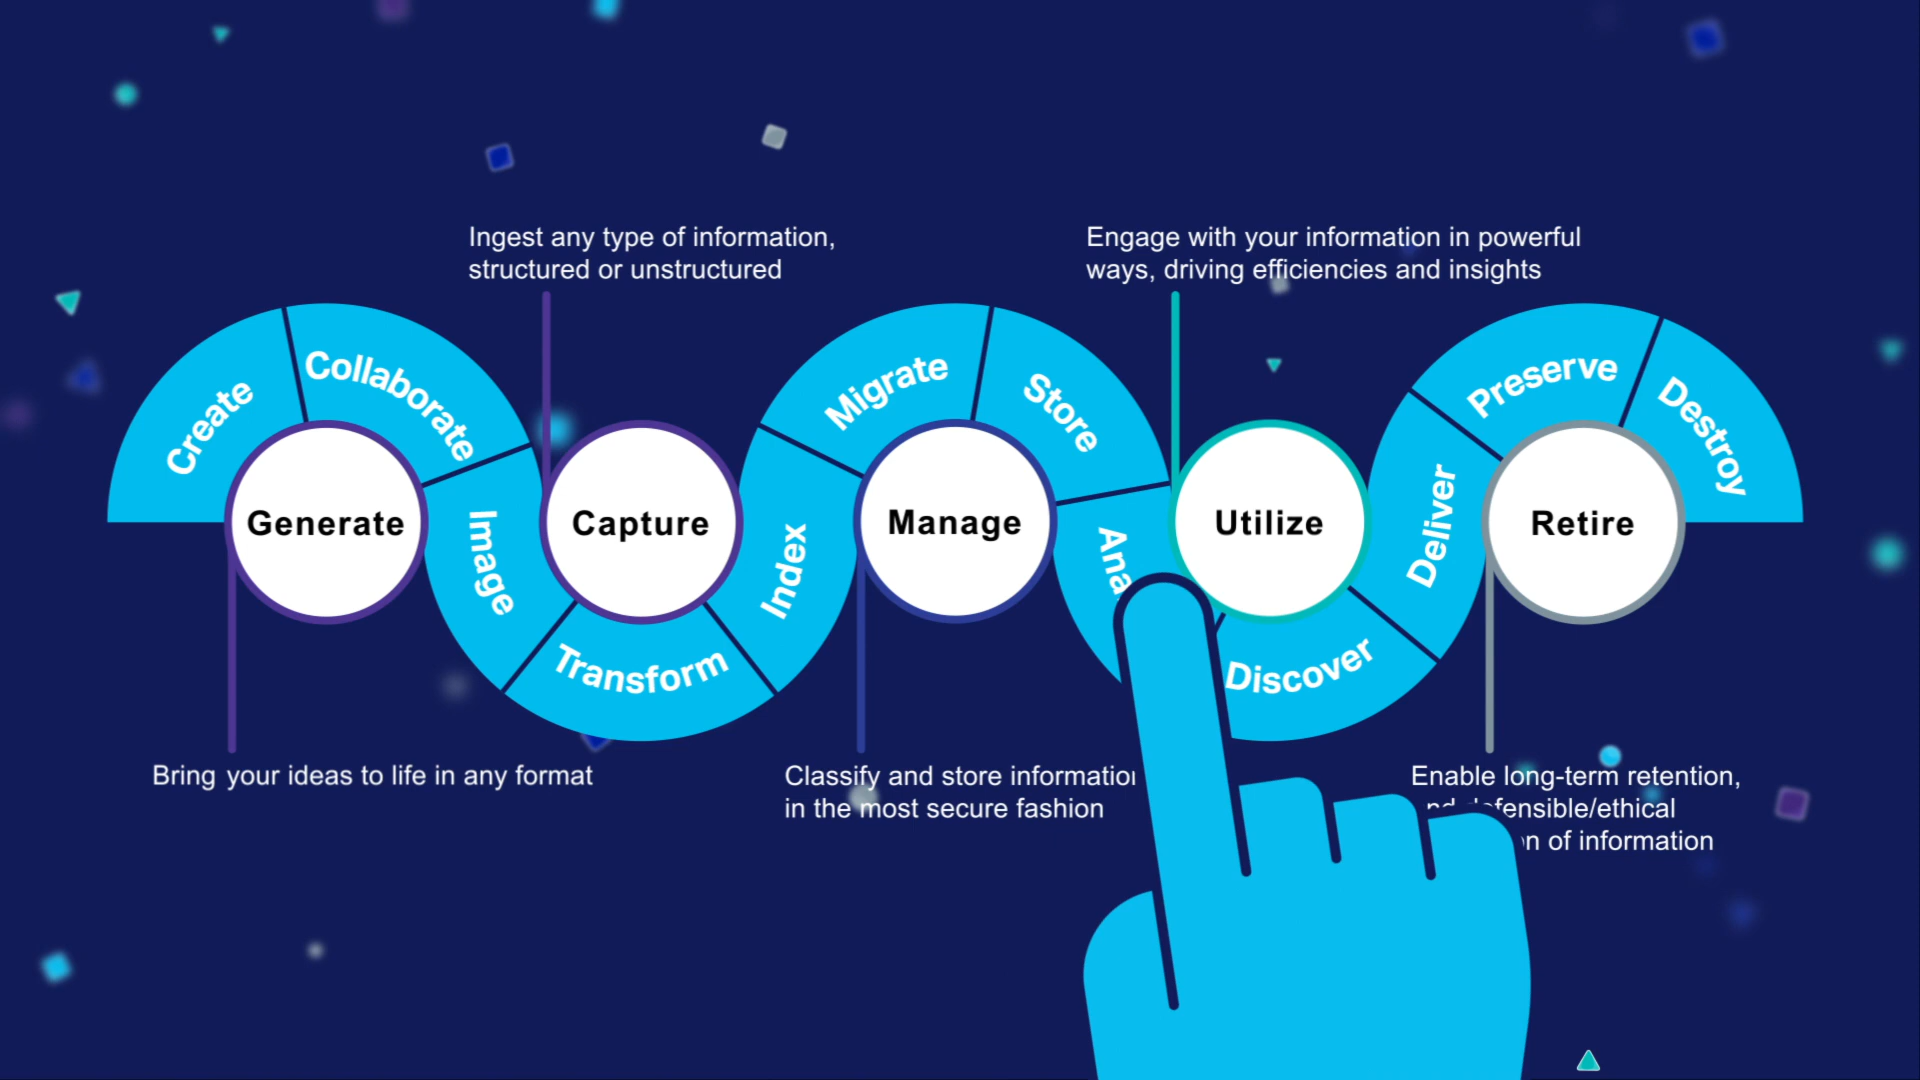 Ingest any type of information,
structured or unstructured
Engage with your information in powerful
ways, driving efficiencies and insights
Create
Collaborate
Image
Transform
Index
Migrate
Store
Discover
Deliver
Preserve
Destroy
Generate
Capture
Manage
Utilize
Retire
Bring your ideas to life in any format
Classify and store
in the most secure fashion
Enable long-term retention,
of information